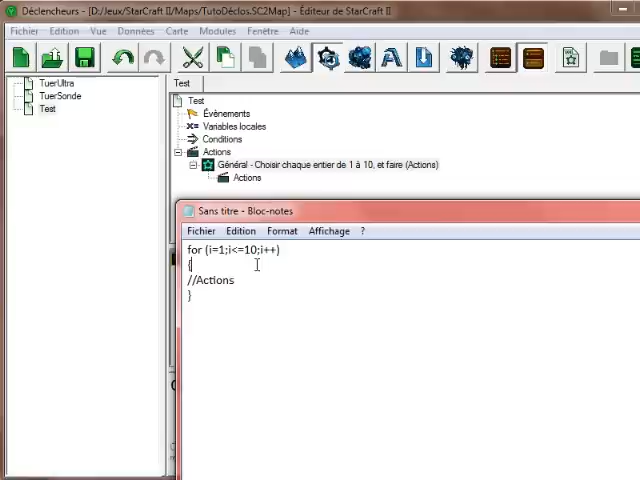 Déclencheurs - [D:/Jeux/StarCraft II/Maps/TutoDéclos.SC2Map] - Éditeur de StarCraft II
Fichier Edition Vue Données Carte Modules Fenêtre Aide
TuerUltra
TuerSonde
Test
Test
Test
Évènements
Variables locales
Conditions
Actions
Général - Choisir chaque entier de 1 à 10, et faire (Actions)
Actions
Sans titre - Bloc-notes
Fichier Edition Format Affichage ?
for (i=1;i<=10;i++)
{
//Actions
}